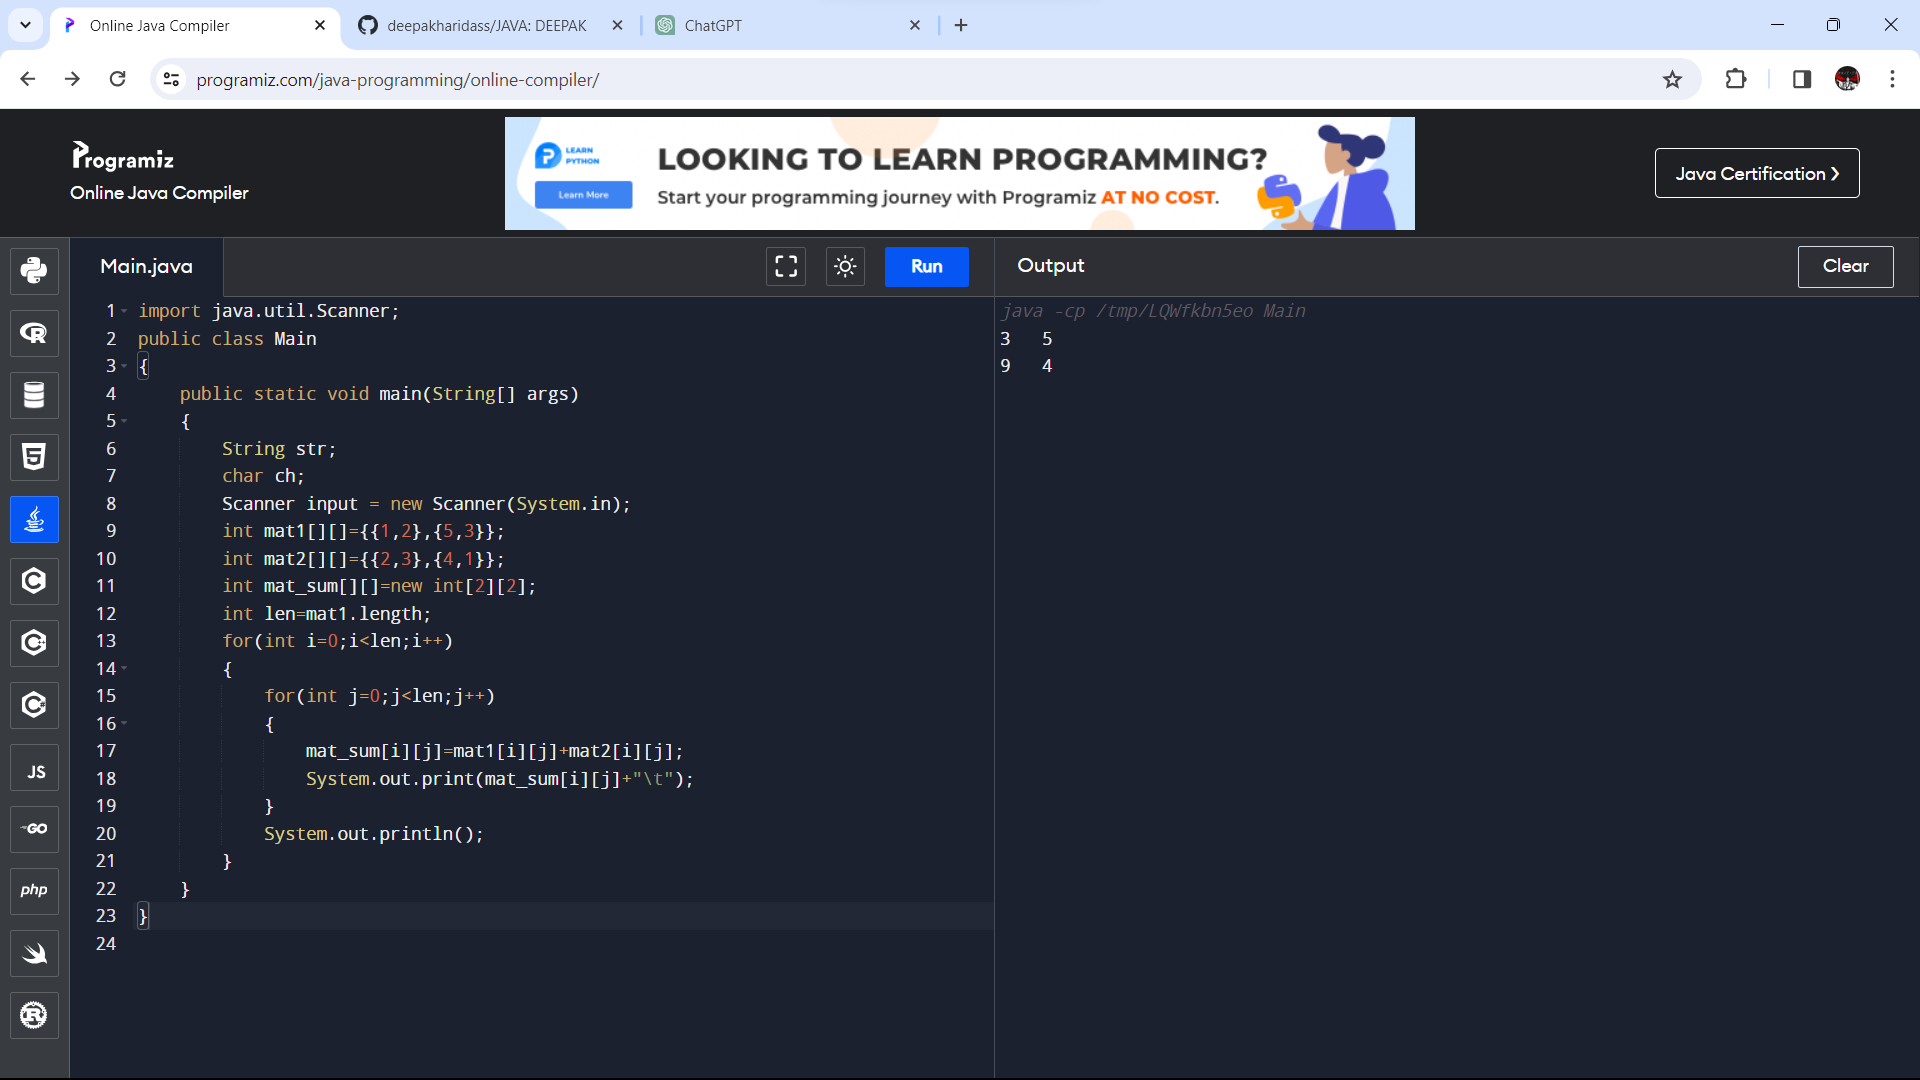 Online Java Compiler
deepakharidass/JAVA: DEEPAK
ChatGPT
programiz.com/java-programming/online-compiler/
Programiz
Online Java Compiler
LEARN
PYTHON
Learn More
LOOKING TO LEARN PROGRAMMING?
Start your programming journey with Programiz AT NO COST.
Java Certification ❯
Main.java
Run
Output
Clear
1 import java.util.Scanner;
2 public class Main
3 {
4     public static void main(String[] args)
5     {
6         String str;
7         char ch;
8         Scanner input = new Scanner(System.in);
9         int mat1[][]={{1,2},{5,3}};
10         int mat2[][]={{2,3},{4,1}};
11         int mat_sum[][]=new int[2][2];
12         int len=mat1.length;
13         for(int i=0;i<len;i++)
14         {
15             for(int j=0;j<len;j++)
16             {
17                 mat_sum[i][j]=mat1[i][j]+mat2[i][j];
18                 System.out.print(mat_sum[i][j]+"\t");
19             }
20             System.out.println();
21         }
22     }
23 }
24
java -cp /tmp/LQWfkbn5eo Main
3   5
9   4
R
5
C
C
C
JS
GO
php
R